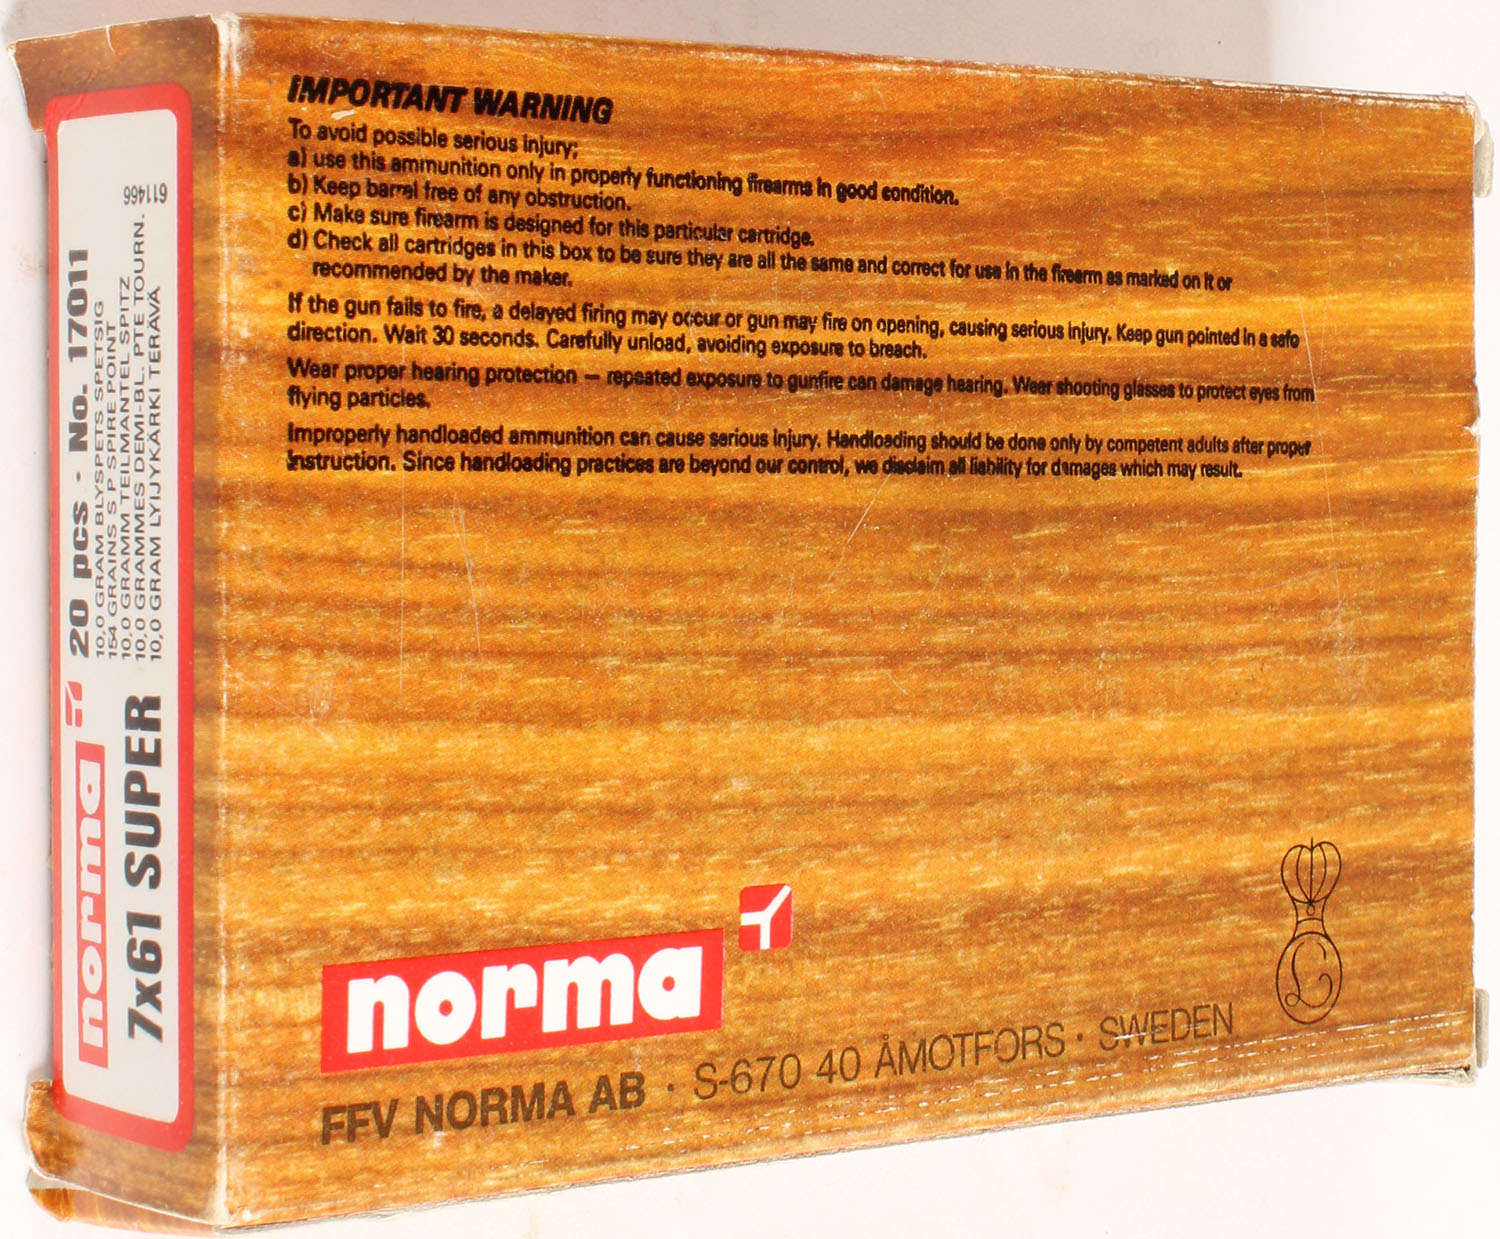 IMPORTANT WARNING
To avoid possible serious injury;
a) use this ammunition only in properly functioning firearms in good condition.
b) Keep barrel free of any obstruction.
c) Make sure firearm is designed for this particular cartridge.
d) Check all cartridges in this box to be sure they are all the same and correct for use in the firearm as marked on it or
recommended by the maker.
If the gun fails to fire, a delayed firing may occur or gun may fire on opening, causing serious injury. Keep gun pointed in a safe
direction. Wait 30 seconds. Carefully unload, avoiding exposure to breach.
Wear proper hearing protection — repeated exposure to gunfire can damage hearing. Wear shooting glasses to protect eyes from
flying particles.
Improperly handloaded ammunition can cause serious injury. Handloading should be done only by competent adults after proper
instruction. Since handloading practices are beyond our control, we disclaim all liability for damages which may result.
norma
FFV NORMA AB · S-670 40 ÅMOTFORS · SWEDEN
L
norma
7x61 SUPER
20 pcs · No. 17011
10,0 GRAM BLYSPETS SPETSIG
154 GRAINS S P SPIRE POINT
10,0 GRAMM TEILMANTEL SPITZ
10,0 GRAMMES DEMI-BL. PTE TOURN.
10,0 GRAM LYIJYKÄRKI TERÄVÄ
611466